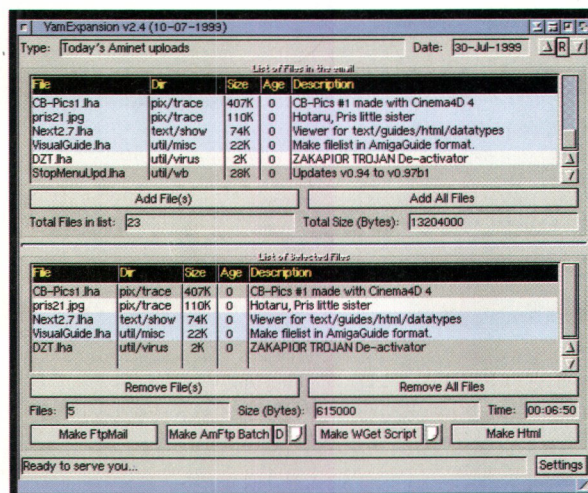 YamExpansion v2.4 (10-07-1999)
Type: Today's Aminet uploads Date: 30-Jul-1999 R
List of Files in the email
File Dir Size Age Description
CB-Pics1.lha pix/trace 407K 0 CB-Pics #1 made with Cinema4D 4
pris21.jpg pix/trace 110K 0 Hotaru, Pris little sister
Next2.7.lha text/show 74K 0 Viewer for text/guides/html/datatypes
VisualGuide.lha util/misc 22K 0 Make filelist in AmigaGuide format.
DZT.lha util/virus 2K 0 ZAKAPIOR TROJAN De-activator
StopMenuUpd.lha util/wb 28K 0 Updates v0.94 to v0.97b1
Add File(s) Add All Files
Total Files in list: 23 Total Size (Bytes): 13204000
List of Selected Files
File Dir Size Age Description
CB-Pics1.lha pix/trace 407K 0 CB-Pics #1 made with Cinema4D 4
pris21.jpg pix/trace 110K 0 Hotaru, Pris little sister
Next2.7.lha text/show 74K 0 Viewer for text/guides/html/datatypes
VisualGuide.lha util/misc 22K 0 Make filelist in AmigaGuide format.
DZT.lha util/virus 2K 0 ZAKAPIOR TROJAN De-activator
Remove File(s) Remove All Files
Files: 5 Size (Bytes): 615000 Time: 00:06:50
Make FtpMail Make AmFtp Batch D Make WGet Script Make Html
Ready to serve you... Settings